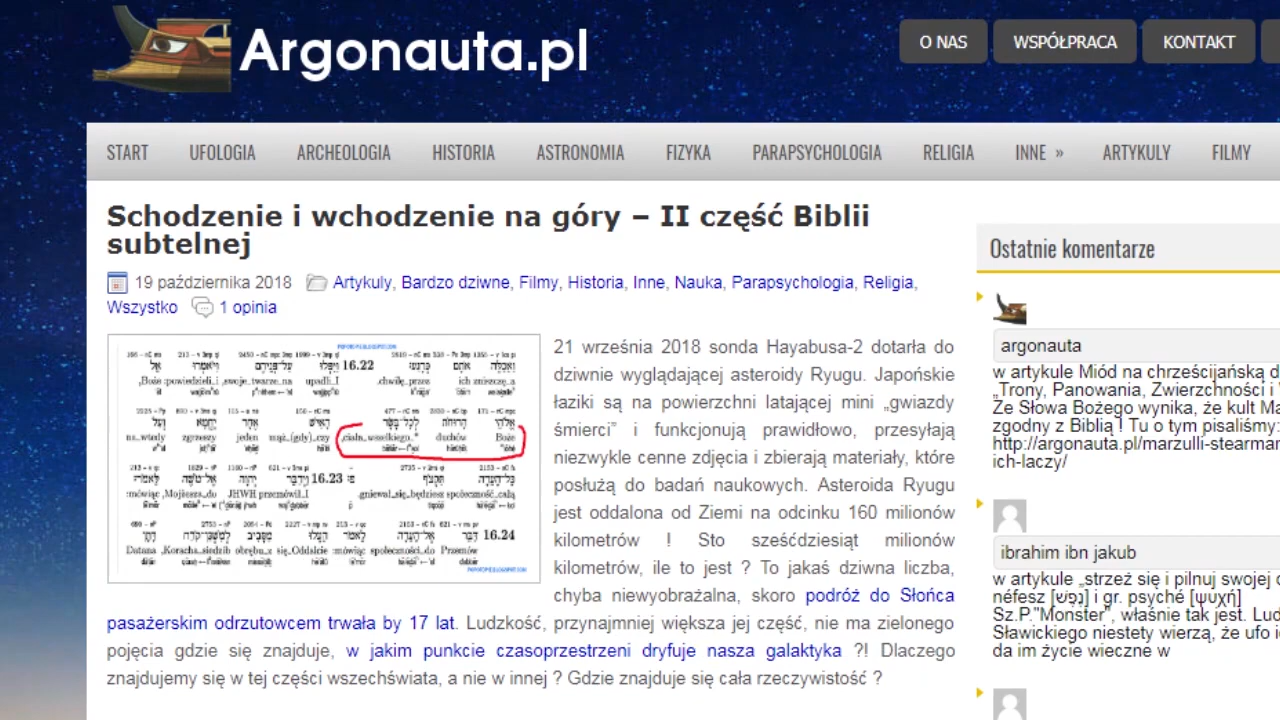 Argonauta.pl
O NAS
WSPÓŁPRACA
KONTAKT
START
UFOLOGIA
ARCHEOLOGIA
HISTORIA
ASTRONOMIA
FIZYKA
PARAPSYCHOLOGIA
RELIGIA
INNE »
ARTYKULY
FILMY
Schodzenie i wchodzenie na góry – II część Biblii
subtelnej
19 października 2018 Artykuly, Bardzo dziwne, Filmy, Historia, Inne, Nauka, Parapsychologia, Religia,
Wszystko 1 opinia
16.22
16.23
16.24
21 września 2018 sonda Hayabusa-2 dotarła do
dziwnie wyglądającej asteroidy Ryugu. Japońskie
łaziki są na powierzchni latającej mini „gwiazdy
śmierci” i funkcjonują prawidłowo, przesyłają
niezwykle cenne zdjęcia i zbierają materiały, które
posłużą do badań naukowych. Asteroida Ryugu
jest oddalona od Ziemi na odcinku 160 milionów
kilometrów ! Sto sześćdziesiąt milionów
kilometrów, ile to jest ? To jakaś dziwna liczba,
chyba niewyobrażalna, skoro podróż do Słońca
pasażerskim odrzutowcem trwała by 17 lat. Ludzkość, przynajmniej większa jej część, nie ma zielonego
pojęcia gdzie się znajduje, w jakim punkcie czasoprzestrzeni dryfuje nasza galaktyka ?! Dlaczego
znajdujemy się w tej części wszechświata, a nie w innej ? Gdzie znajduje się cała rzeczywistość ?
Ostatnie komentarze
argonauta
w artykule Miód na chrześcijańską d
„Trony, Panowania, Zwierzchności i
Ze Słowa Bożego wynika, że kult Ma
zgodny z Biblią ! Tu o tym pisaliśmy:
http://argonauta.pl/marzulli-stearman
ich-laczy/
ibrahim ibn jakub
w artykule „strzeż się i pilnuj swojej d
néfesz [נֶפֶשׁ] i gr. psyché [ψυχή]
Sz.P."Monster", właśnie tak jest. Lud
Sławickiego niestety wierzą, że ufo ic
da im życie wieczne w